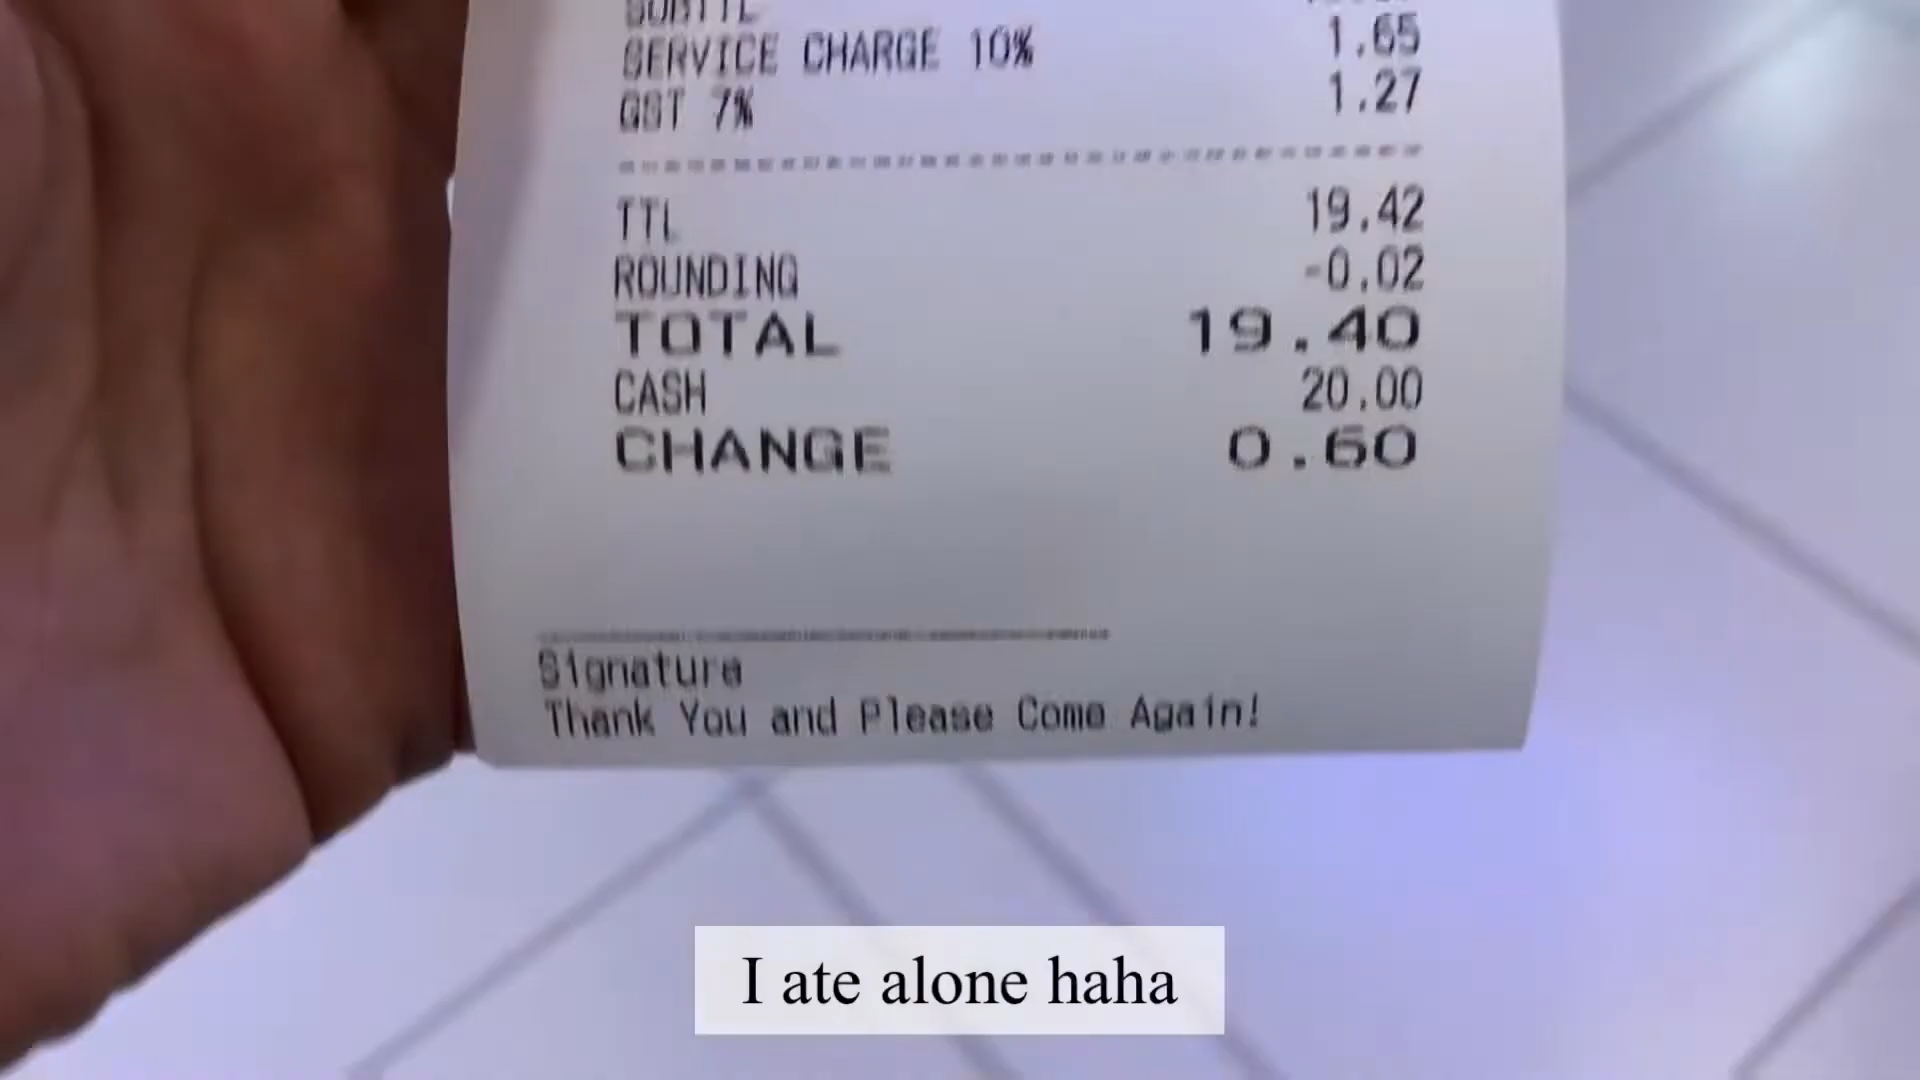 SUBTTL
SERVICE CHARGE 10% 1.65
GST 7% 1.27
TTL 19.42
ROUNDING -0.02
TOTAL 19.40
CASH 20.00
CHANGE 0.60
Signature
Thank You and Please Come Again!
I ate alone haha